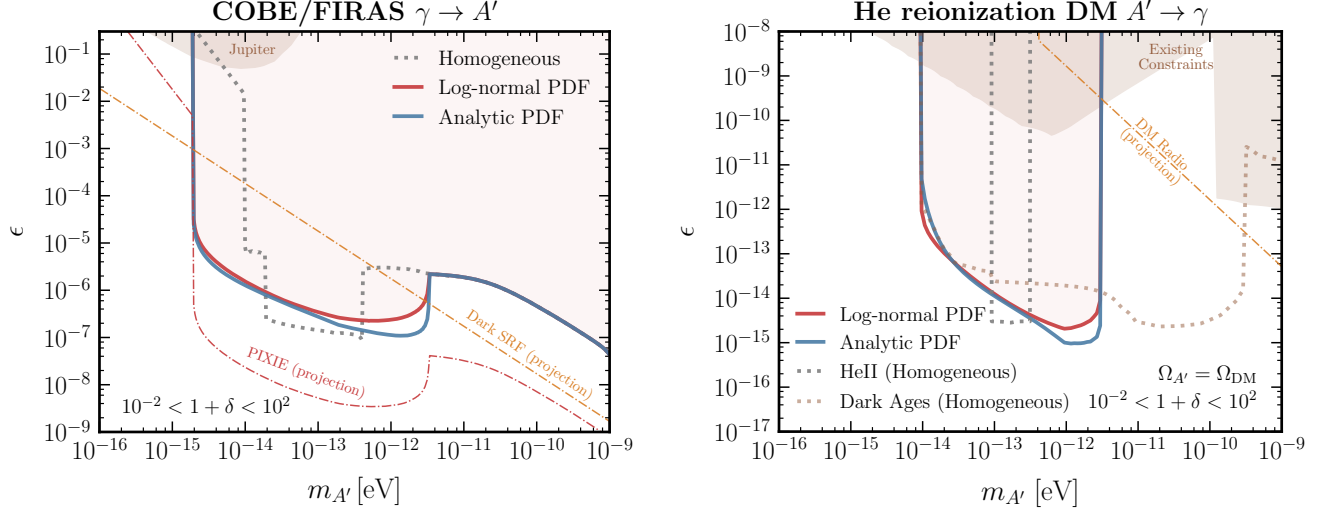 COBE/FIRAS γ → A′
10⁻¹
10⁻²
10⁻³
10⁻⁴
10⁻⁵
10⁻⁶
10⁻⁷
10⁻⁸
10⁻⁹
ϵ
Jupiter
Homogeneous
Log-normal PDF
Analytic PDF
Dark SRF (projection)
PIXIE (projection)
10⁻² < 1 + δ < 10²
10⁻¹⁶ 10⁻¹⁵ 10⁻¹⁴ 10⁻¹³ 10⁻¹² 10⁻¹¹ 10⁻¹⁰ 10⁻⁹
m_A′ [eV]
He reionization DM A′ → γ
10⁻⁸
10⁻⁹
10⁻¹⁰
10⁻¹¹
10⁻¹²
10⁻¹³
10⁻¹⁴
10⁻¹⁵
10⁻¹⁶
10⁻¹⁷
ϵ
Existing
Constraints
DM Radio
(projection)
Log-normal PDF
Analytic PDF
HeII (Homogeneous)
Dark Ages (Homogeneous)
Ω_A′ = Ω_DM
10⁻² < 1 + δ < 10²
10⁻¹⁶ 10⁻¹⁵ 10⁻¹⁴ 10⁻¹³ 10⁻¹² 10⁻¹¹ 10⁻¹⁰ 10⁻⁹
m_A′ [eV]